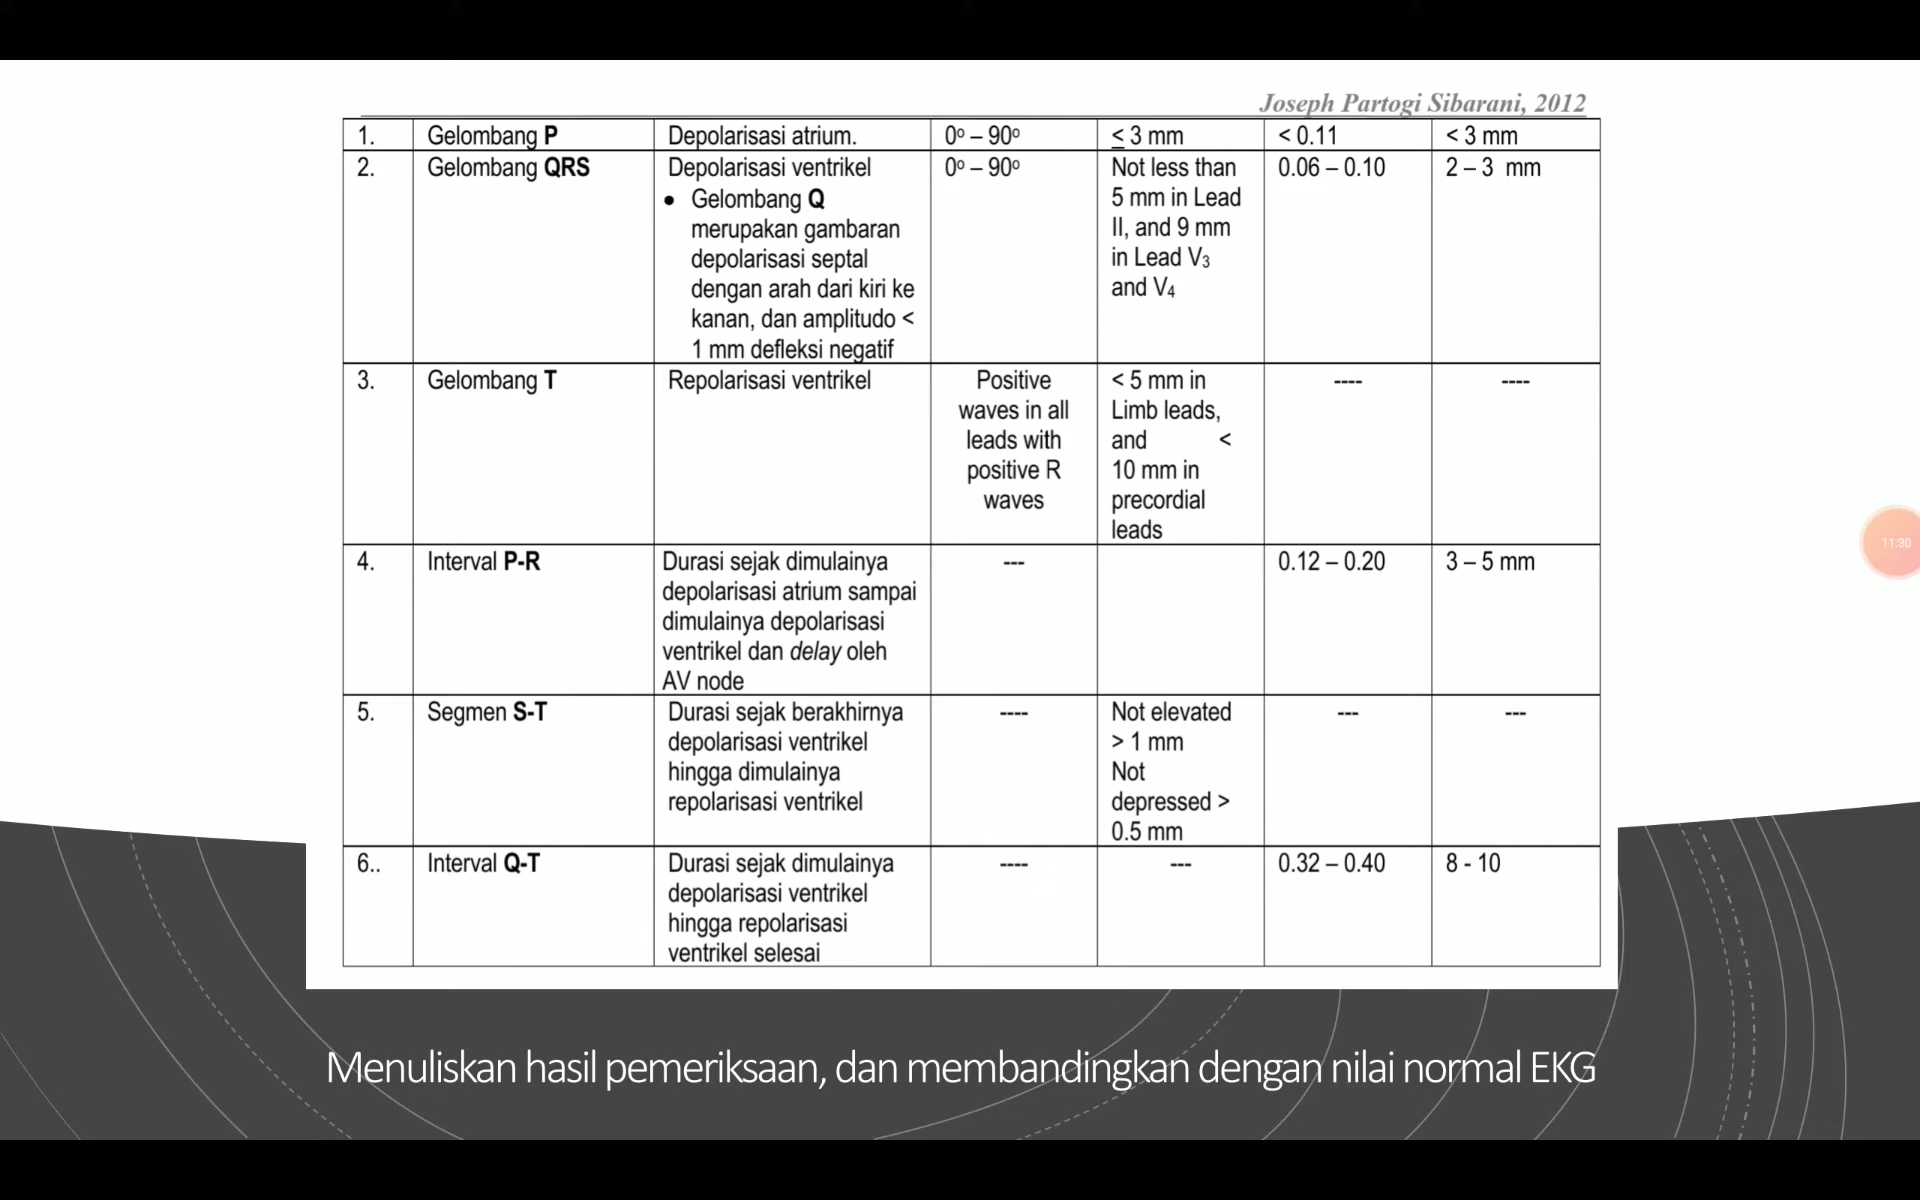 Joseph Partogi Sibarani, 2012
1. Gelombang P Depolarisasi atrium. 0º – 90º ≤ 3 mm < 0.11 < 3 mm
2. Gelombang QRS Depolarisasi ventrikel 0º – 90º Not less than 0.06 – 0.10 2 – 3 mm
• Gelombang Q 5 mm in Lead
merupakan gambaran II, and 9 mm
depolarisasi septal in Lead V3
dengan arah dari kiri ke and V4
kanan, dan amplitudo <
1 mm defleksi negatif
3. Gelombang T Repolarisasi ventrikel Positive < 5 mm in ---- ----
waves in all Limb leads,
leads with and <
positive R 10 mm in
waves precordial
leads
4. Interval P-R Durasi sejak dimulainya --- 0.12 – 0.20 3 – 5 mm
depolarisasi atrium sampai
dimulainya depolarisasi
ventrikel dan delay oleh
AV node
5. Segmen S-T Durasi sejak berakhirnya ---- Not elevated --- ---
depolarisasi ventrikel > 1 mm
hingga dimulainya Not
repolarisasi ventrikel depressed >
0.5 mm
6.. Interval Q-T Durasi sejak dimulainya ---- --- 0.32 – 0.40 8 - 10
depolarisasi ventrikel
hingga repolarisasi
ventrikel selesai
11:30
Menuliskan hasil pemeriksaan, dan membandingkan dengan nilai normal EKG